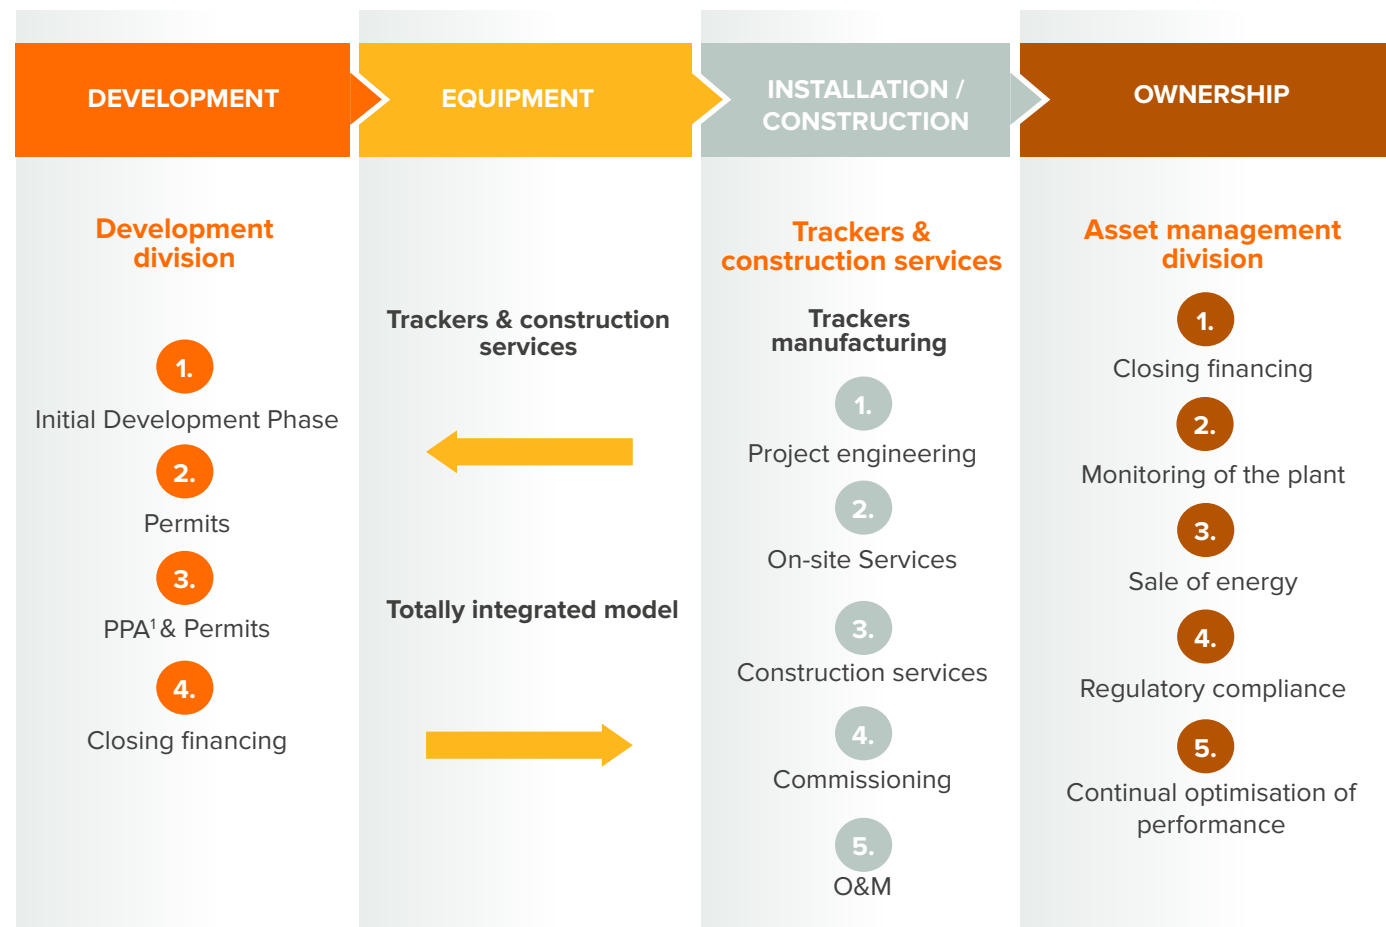 DEVELOPMENT
EQUIPMENT
INSTALLATION /
CONSTRUCTION
OWNERSHIP
Development
division
1.
Initial Development Phase
2.
Permits
3.
PPA¹ & Permits
4.
Closing financing
Trackers & construction
services
Totally integrated model
Trackers &
construction services
Trackers
manufacturing
1.
Project engineering
2.
On-site Services
3.
Construction services
4.
Commissioning
5.
O&M
Asset management
division
1.
Closing financing
2.
Monitoring of the plant
3.
Sale of energy
4.
Regulatory compliance
5.
Continual optimisation of
performance